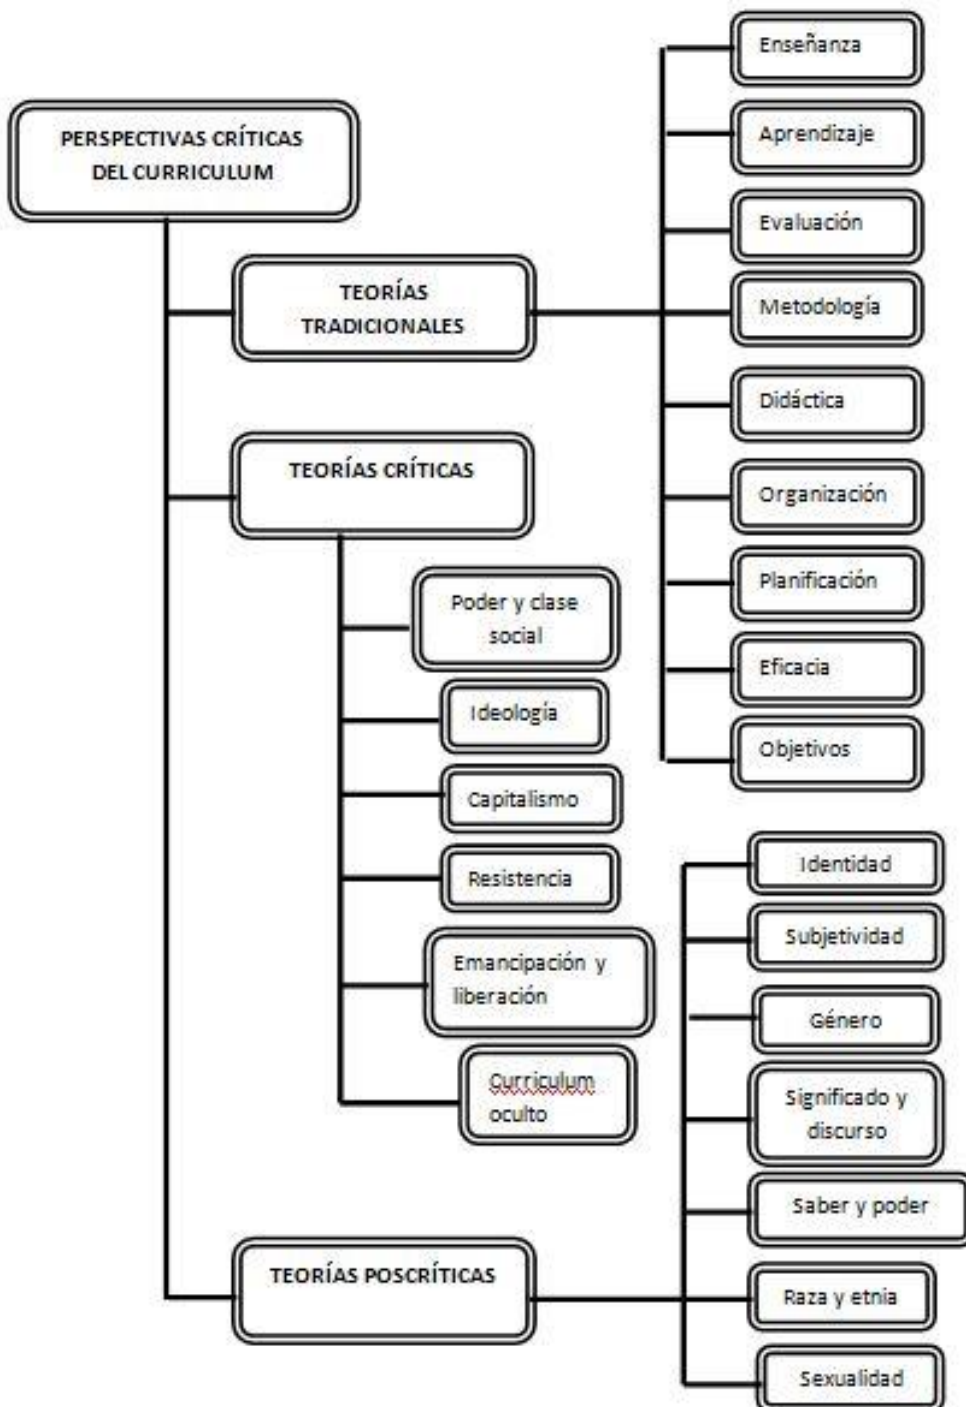 PERSPECTIVAS CRÍTICAS
DEL CURRICULUM
TEORÍAS
TRADICIONALES
Enseñanza
Aprendizaje
Evaluación
Metodología
Didáctica
Organización
Planificación
Eficacia
Objetivos
TEORÍAS CRÍTICAS
Poder y clase
social
Ideología
Capitalismo
Resistencia
Emancipación y
liberación
Curriculum
oculto
TEORÍAS POSCRÍTICAS
Identidad
Subjetividad
Género
Significado y
discurso
Saber y poder
Raza y etnia
Sexualidad